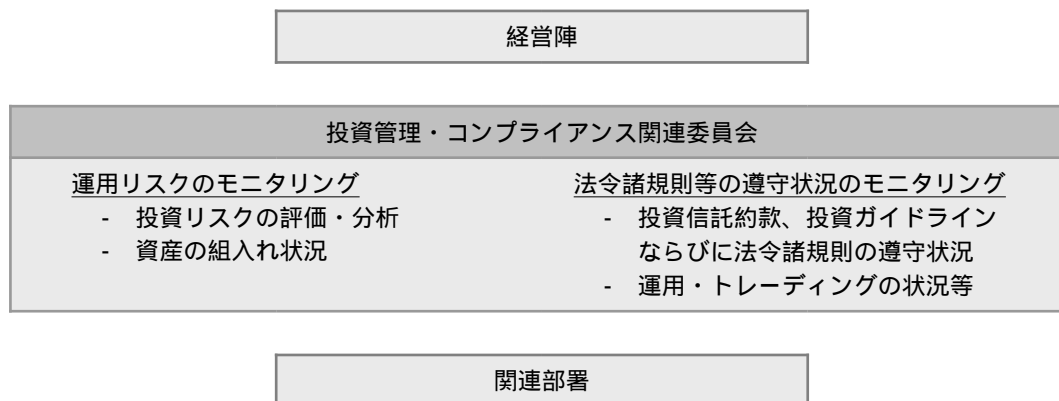 経営陣
投資管理・コンプライアンス関連委員会
運用リスクのモニタリング
- 投資リスクの評価・分析
- 資産の組入れ状況
法令諸規則等の遵守状況のモニタリング
- 投資信託約款、投資ガイドライン
ならびに法令諸規則の遵守状況
- 運用・トレーディングの状況等
関連部署